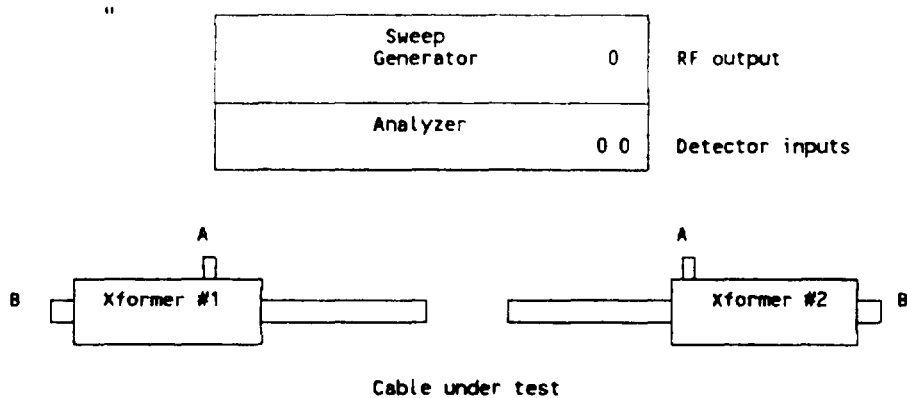 "
Sweep
Generator 0 RF output
Analyzer
0 0 Detector inputs
A A
B Xformer #1 Xformer #2 B
Cable under test